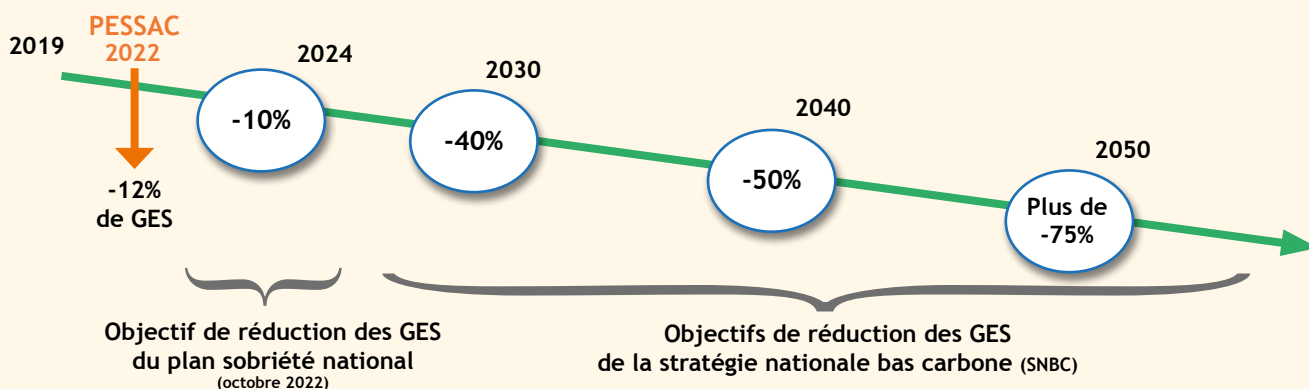 2019
PESSAC
2022
-12%
de GES
2024
-10%
2030
-40%
2040
-50%
2050
Plus de
-75%
Objectif de réduction des GES
du plan sobriété national
(octobre 2022)
Objectifs de réduction des GES
de la stratégie nationale bas carbone (SNBC)